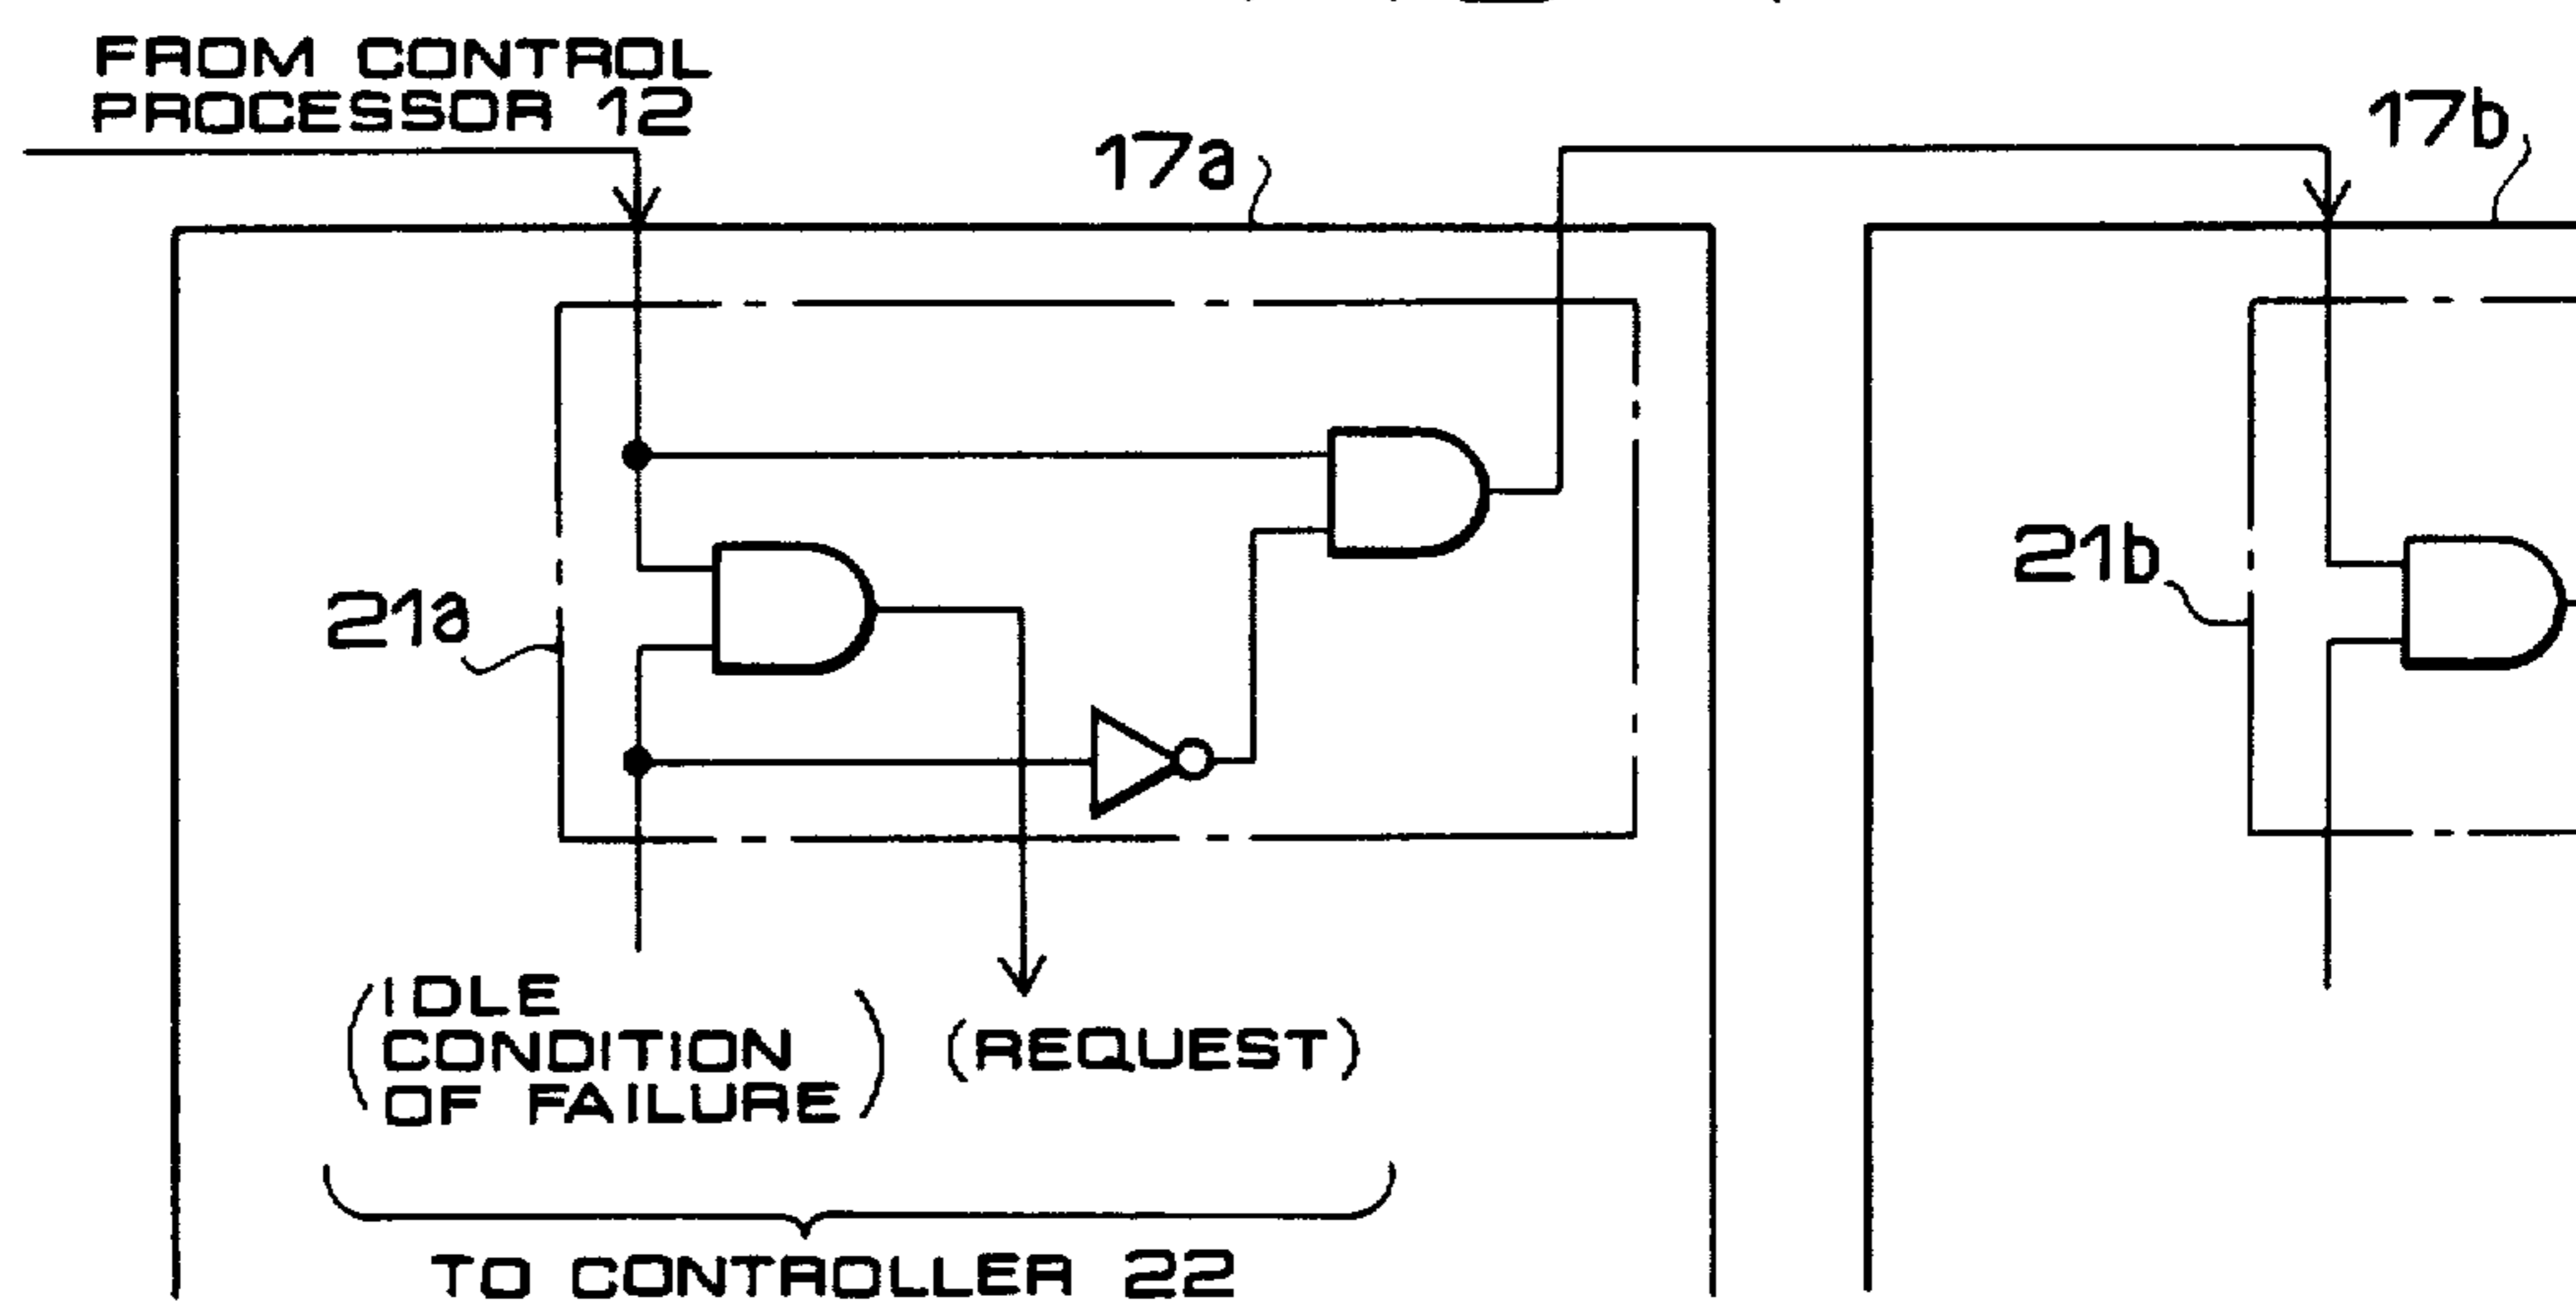 FROM CONTROL
PROCESSOR 12
17a
17b
21a
21b
(IDLE
CONDITION
OF FAILURE)
(REQUEST)
TO CONTROLLER 22